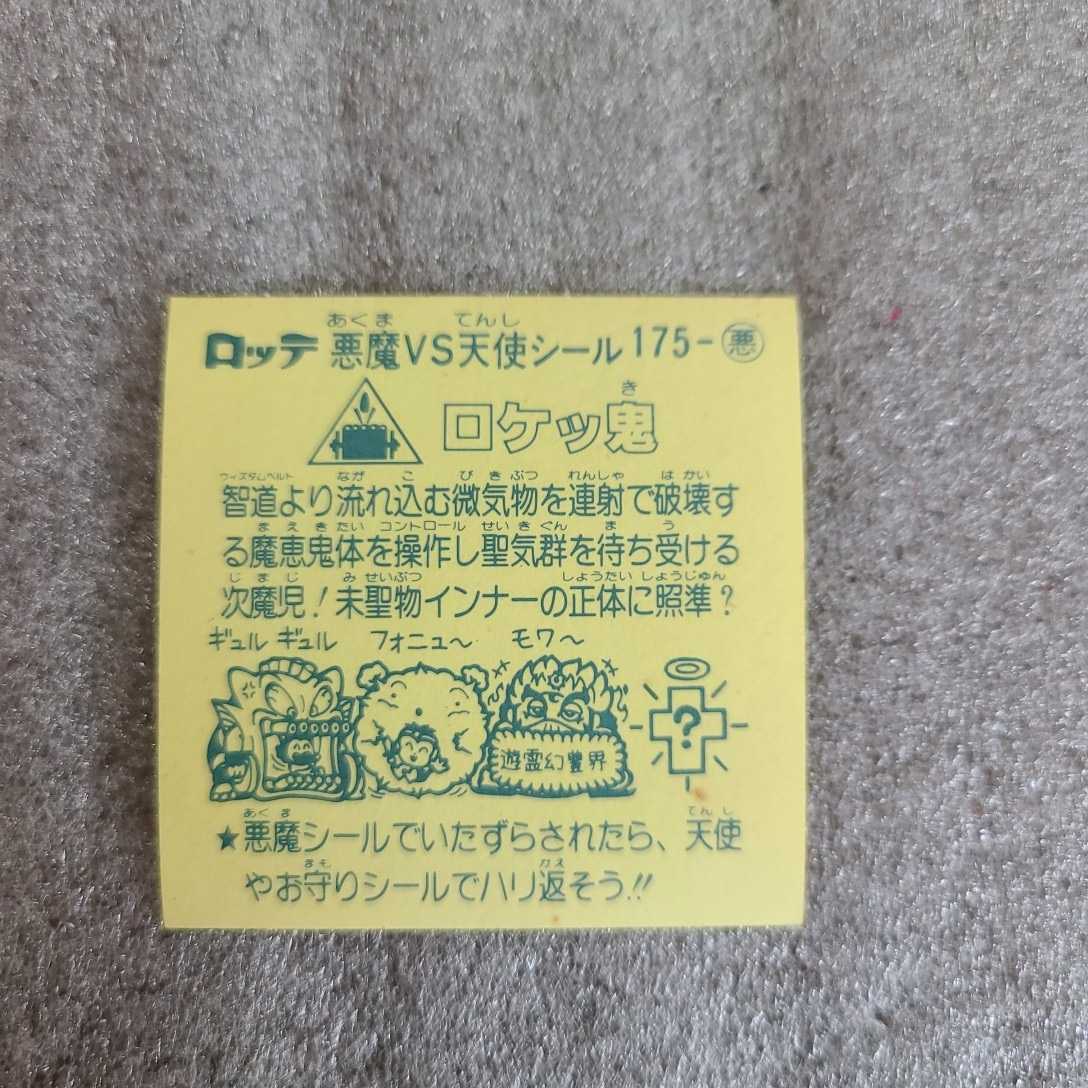 あくま てんし
ロッテ 悪魔VS天使シール 175-悪
き
ロケッ鬼
ウィズダムベルト なが こ びきぶつ れんしゃ はかい
智道より流れ込む微気物を連射で破壊す
まえきたい コントロール せいきぐん ま う
る魔恵鬼体を操作し聖気群を待ち受ける
じまじ みせいぶつ しょうたい しょうじゅん
次魔児!未聖物インナーの正体に照準?
ギュル ギュル フォニュ〜 モワ〜
?
遊霊幻豊界
あくま てんし
★悪魔シールでいたずらされたら、天使
まも かえ
やお守りシールでハリ返そう!!